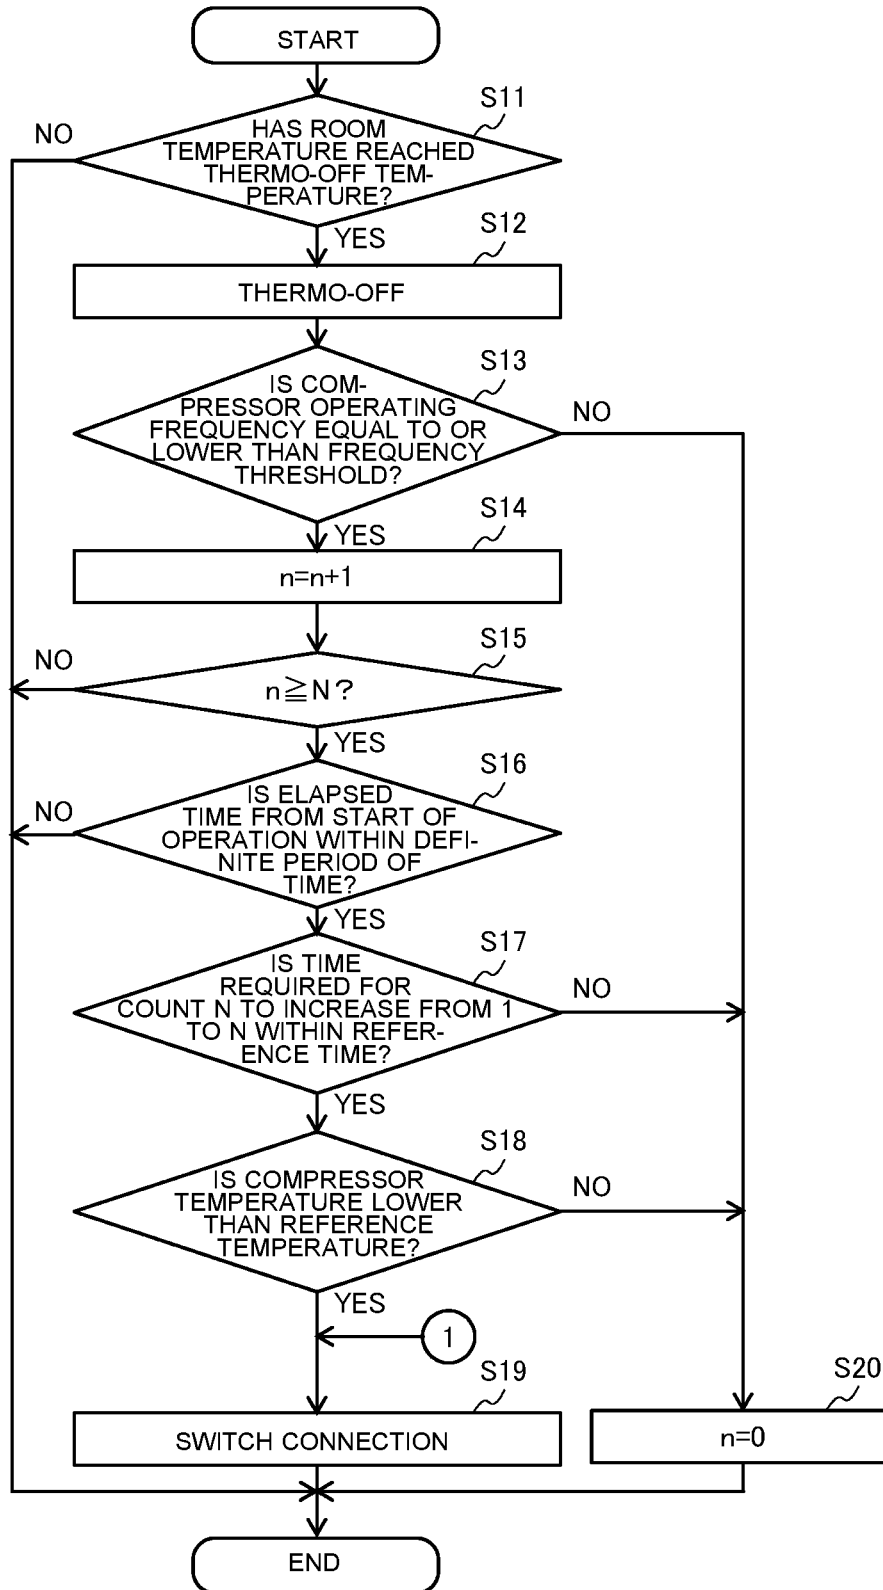 START
S11
NO
HAS ROOM
TEMPERATURE REACHED
THERMO-OFF TEM-
PERATURE?
YES
S12
THERMO-OFF
S13
IS COM-
PRESSOR OPERATING
FREQUENCY EQUAL TO OR
LOWER THAN FREQUENCY
THRESHOLD?
NO
YES
S14
n=n+1
S15
NO
n≧N?
YES
S16
NO
IS ELAPSED
TIME FROM START OF
OPERATION WITHIN DEFI-
NITE PERIOD OF
TIME?
YES
S17
IS TIME
REQUIRED FOR
COUNT N TO INCREASE FROM 1
TO N WITHIN REFER-
ENCE TIME?
NO
YES
S18
IS COMPRESSOR
TEMPERATURE LOWER
THAN REFERENCE
TEMPERATURE?
NO
YES
1
S19
SWITCH CONNECTION
S20
n=0
END